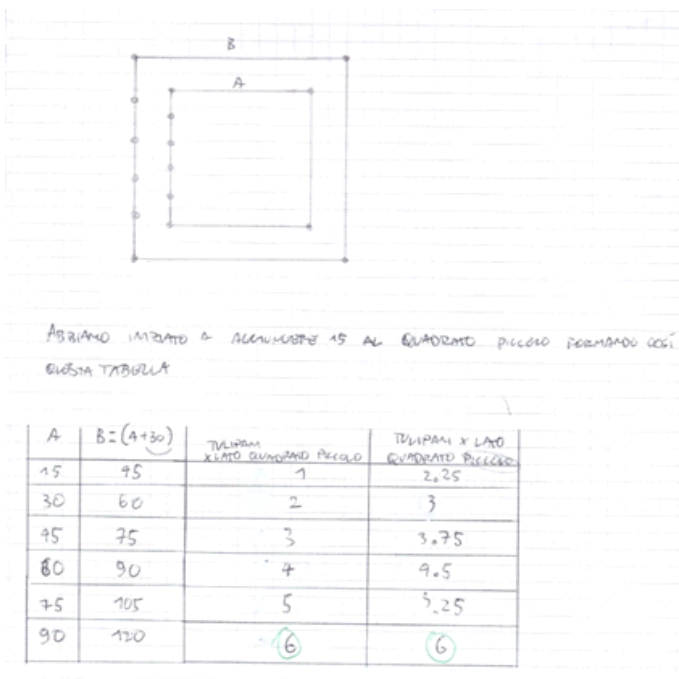 B
A
ABBIAMO INIZIATO A AGGIUNGERE 15 AL QUADRATO PICCOLO FORMANDO COSÌ
QUESTA TABELLA
A B=(A+30) TULIPANI TULIPANI X LATO
X LATO QUADRATO PICCOLO QUADRATO PICCOLO
15 45 1 2.25
30 60 2 3
45 75 3 3.75
60 90 4 4.5
75 105 5 5.25
90 120 6 6